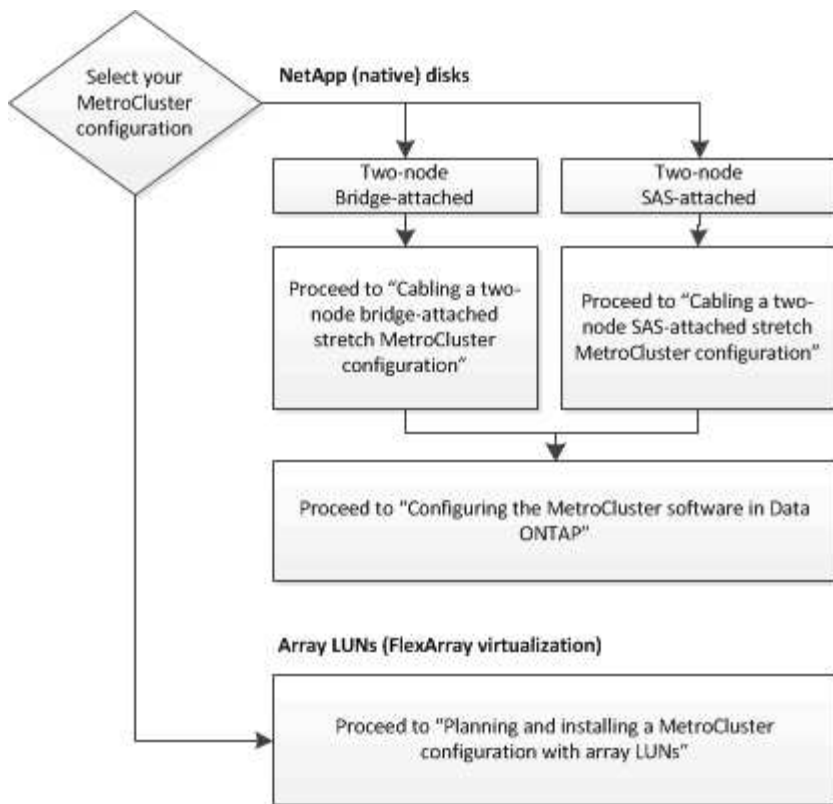 Select your
MetroCluster
configuration
NetApp (native) disks
Two-node
Bridge-attached
Two-node
SAS-attached
Proceed to “Cabling a two-
node bridge-attached
stretch MetroCluster
configuration”
Proceed to “Cabling a two-
node SAS-attached stretch
MetroCluster configuration”
Proceed to “Configuring the MetroCluster software in Data
ONTAP”
Array LUNs (FlexArray virtualization)
Proceed to “Planning and installing a MetroCluster
configuration with array LUNs”